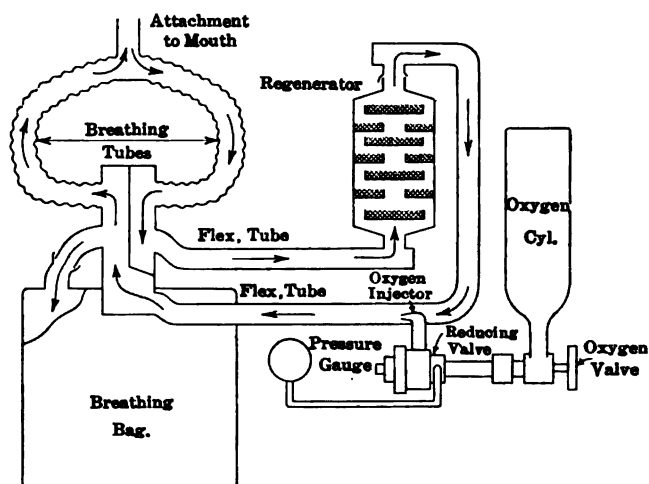 Attachment
to Mouth
Regenerator
Breathing
Tubes
Oxygen
Cyl.
Flex, Tube
Oxygen
Injector
Flex, Tube
Reducing
Valve
Pressure
Gauge
Oxygen
Valve
Breathing
Bag.